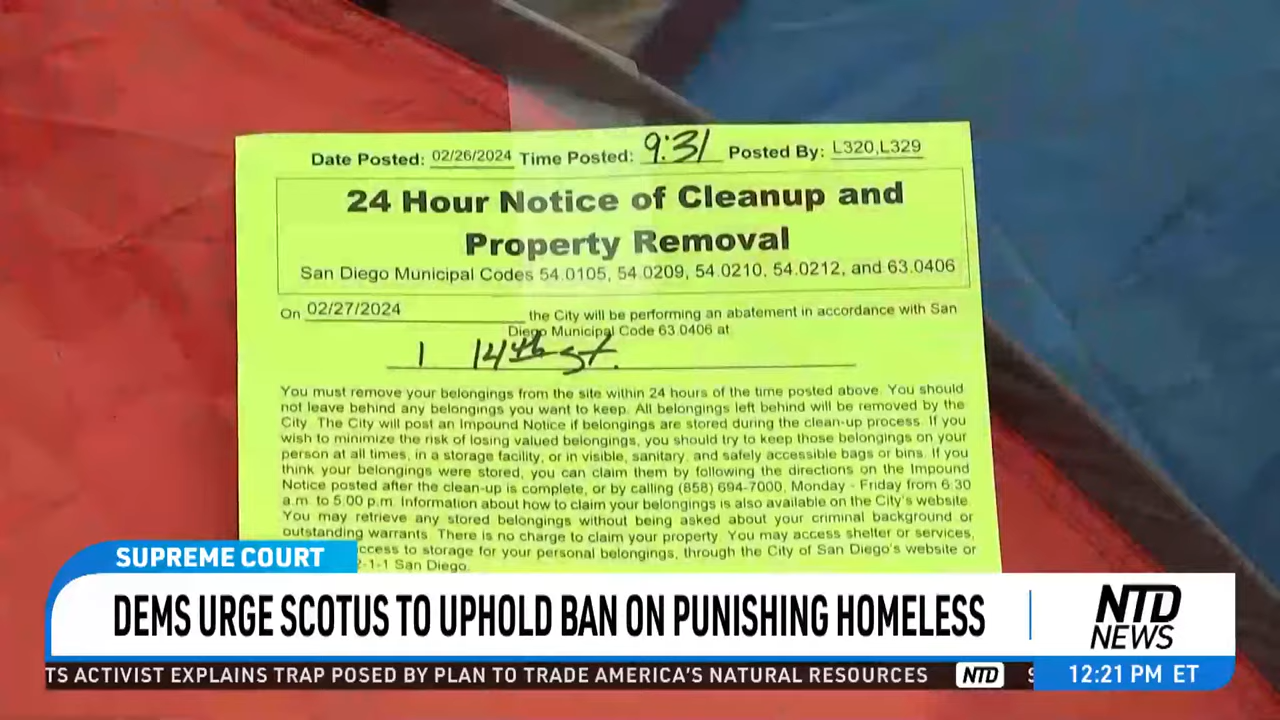 Date Posted: 02/26/2024 Time Posted: 9:31 Posted By: L320,L329
24 Hour Notice of Cleanup and
Property Removal
San Diego Municipal Codes 54.0105, 54.0209, 54.0210, 54.0212, and 63.0406
On 02/27/2024 the City will be performing an abatement in accordance with San
Diego Municipal Code 63.0406 at:
1 14th st.
You must remove your belongings from the site within 24 hours of the time posted above. You should
not leave behind any belongings you want to keep. All belongings left behind will be removed by the
City. The City will post an Impound Notice if belongings are stored during the clean-up process. If you
wish to minimize the risk of losing valued belongings, you should try to keep those belongings on your
person at all times, in a storage facility, or in visible, sanitary, and safely accessible bags or bins. If you
think your belongings were stored, you can claim them by following the directions on the Impound
Notice posted after the clean-up is complete, or by calling (858) 694-7000, Monday - Friday from 6:30
a.m. to 5:00 p.m. Information about how to claim your belongings is also available on the City's website.
You may retrieve any stored belongings without being asked about your criminal background or
outstanding warrants. There is no charge to claim your property. You may access shelter or services,
ccess to storage for your personal belongings, through the City of San Diego's website or
2-1-1 San Diego.
SUPREME COURT
DEMS URGE SCOTUS TO UPHOLD BAN ON PUNISHING HOMELESS
NTD
NEWS
TS ACTIVIST EXPLAINS TRAP POSED BY PLAN TO TRADE AMERICA'S NATURAL RESOURCES NTD
12:21 PM ET